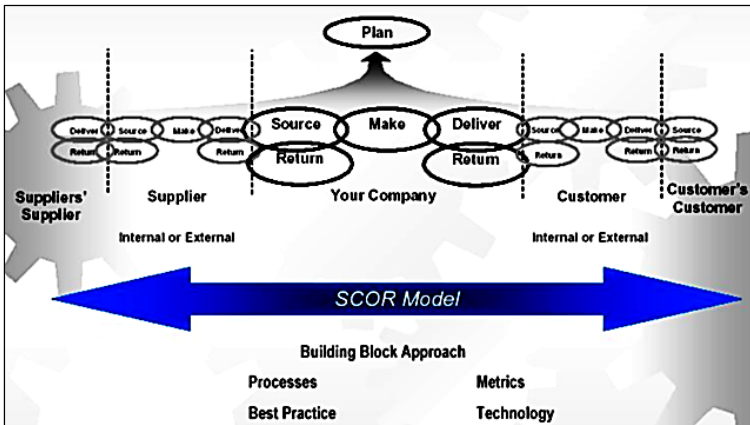 Plan
Deliver Source Make Deliver Source Make Deliver Source Make Deliver Source
Return Return Return Return Return Return Return Return
Suppliers' Supplier Your Company Customer Customer's
Supplier Customer
Internal or External Internal or External
SCOR Model
Building Block Approach
Processes Metrics
Best Practice Technology